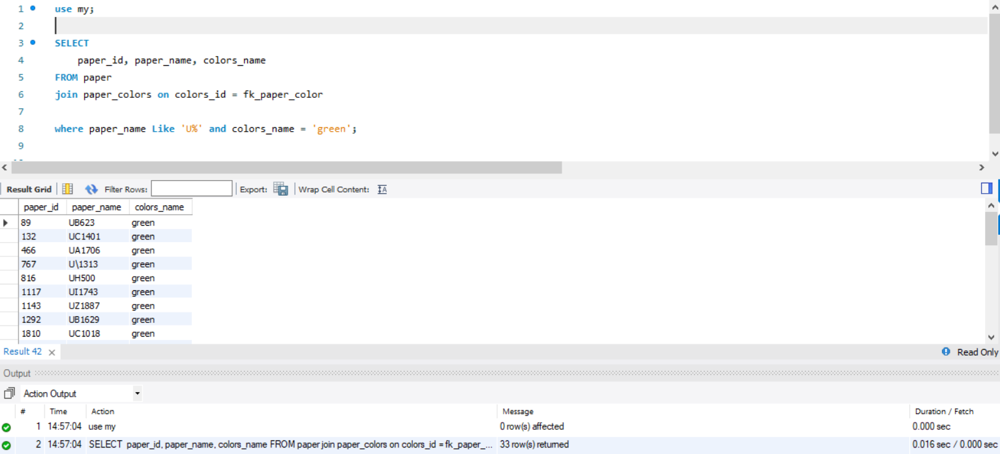 1 use my;
2
3 SELECT
4 paper_id, paper_name, colors_name
5 FROM paper
6 join paper_colors on colors_id = fk_paper_color
7
8 where paper_name Like 'U%' and colors_name = 'green';
9
Result Grid Filter Rows: Export: Wrap Cell Content: IA
paper_id paper_name colors_name
89 UB623 green
132 UC1401 green
466 UA1706 green
767 U\1313 green
816 UH500 green
1117 UI1743 green
1143 UZ1887 green
1292 UB1629 green
1810 UC1018 green
Result 42 × Read Only
Output
Action Output
# Time Action Message Duration / Fetch
1 14:57:04 use my 0 row(s) affected 0.000 sec
2 14:57:04 SELECT paper_id, paper_name, colors_name FROM paper join paper_colors on colors_id = fk_paper_... 33 row(s) returned 0.016 sec / 0.000 sec